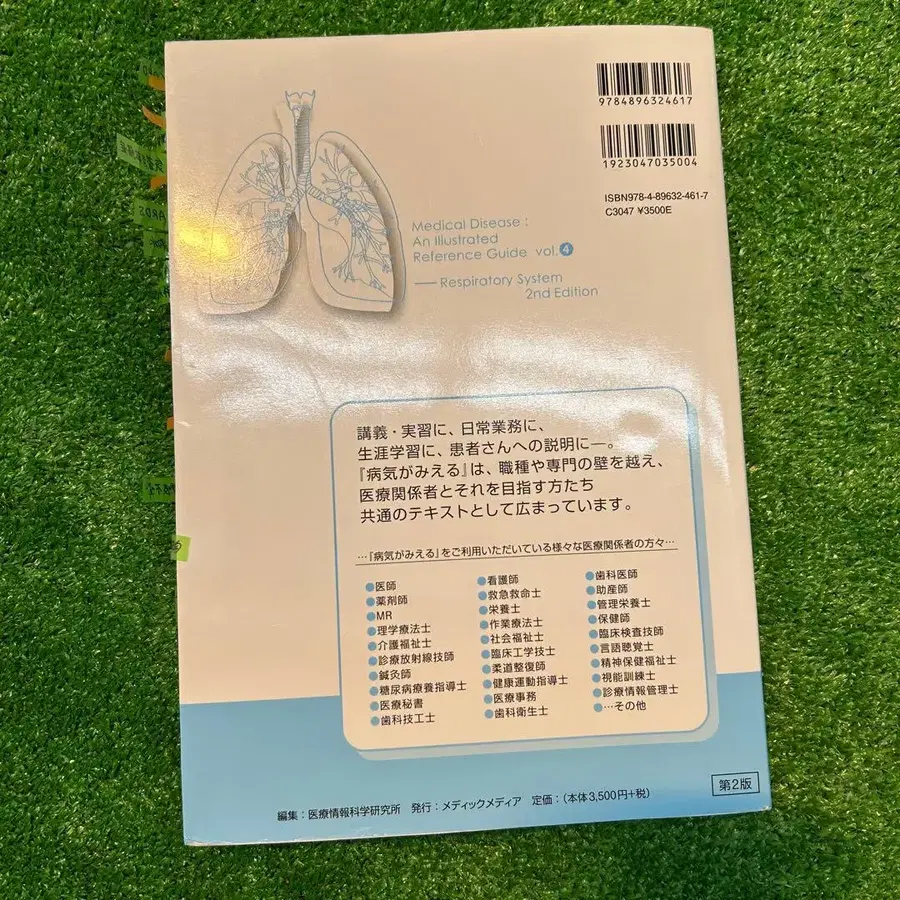 9784896324617
1923047035004
ISBN978-4-89632-461-7
C3047 ¥3500E
Medical Disease :
An Illustrated
Reference Guide vol.4
Respiratory System
2nd Edition
講義・実習に、日常業務に、
生涯学習に、患者さんへの説明に―。
『病気がみえる』は、職種や専門の壁を越え、
医療関係者とそれを目指す方たち
共通のテキストとして広まっています。
…『病気がみえる』をご利用いただいている様々な医療関係者の方々…
●医師 ●看護師 ●歯科医師
●薬剤師 ●救急救命士 ●助産師
●MR ●栄養士 ●管理栄養士
●理学療法士 ●作業療法士 ●保健師
●介護福祉士 ●社会福祉士 ●臨床検査技師
●診療放射線技師 ●臨床工学技士 ●言語聴覚士
●鍼灸師 ●柔道整復師 ●精神保健福祉士
●糖尿病療養指導士 ●健康運動指導士 ●視能訓練士
●医療秘書 ●医療事務 ●診療情報管理士
●歯科技工士 ●歯科衛生士 ●…その他
編集：医療情報科学研究所 発行：メディックメディア 定価：（本体3,500円+税）
第2版
ARDS